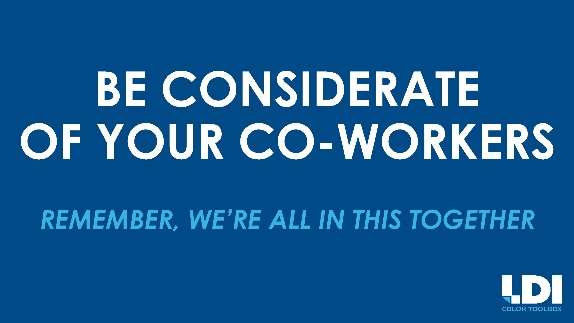 BE CONSIDERATE
OF YOUR CO-WORKERS
REMEMBER, WE'RE ALL IN THIS TOGETHER
LDI
COLOR TOOLBOX